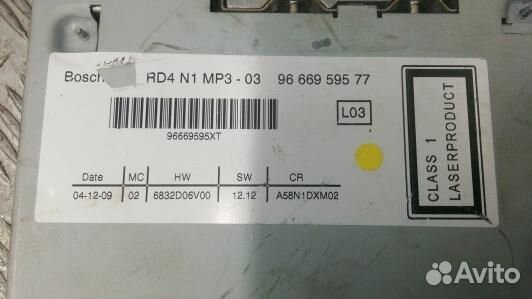 Bosch RD4 N1 MP3 - 03 96 669 595 77
L03
96669595XT
Date MC HW SW CR
04-12-09 02 6832D06V00 12.12 A58N1DXM02
CLASS 1
LASERPRODUCT
Avito